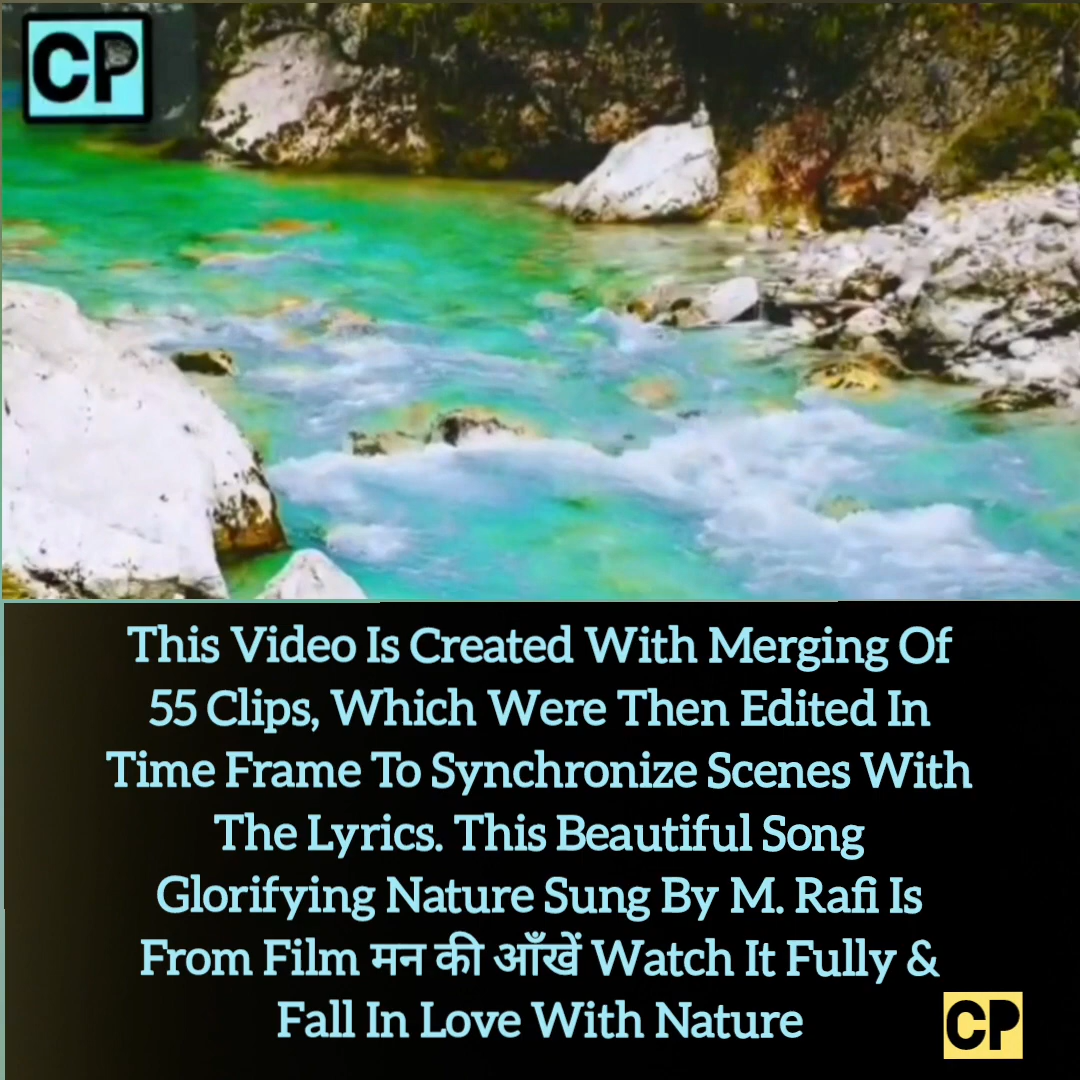 CP
This Video Is Created With Merging Of
55 Clips, Which Were Then Edited In
Time Frame To Synchronize Scenes With
The Lyrics. This Beautiful Song
Glorifying Nature Sung By M. Rafi Is
From Film मन की आँखें Watch It Fully &
Fall In Love With Nature
CP